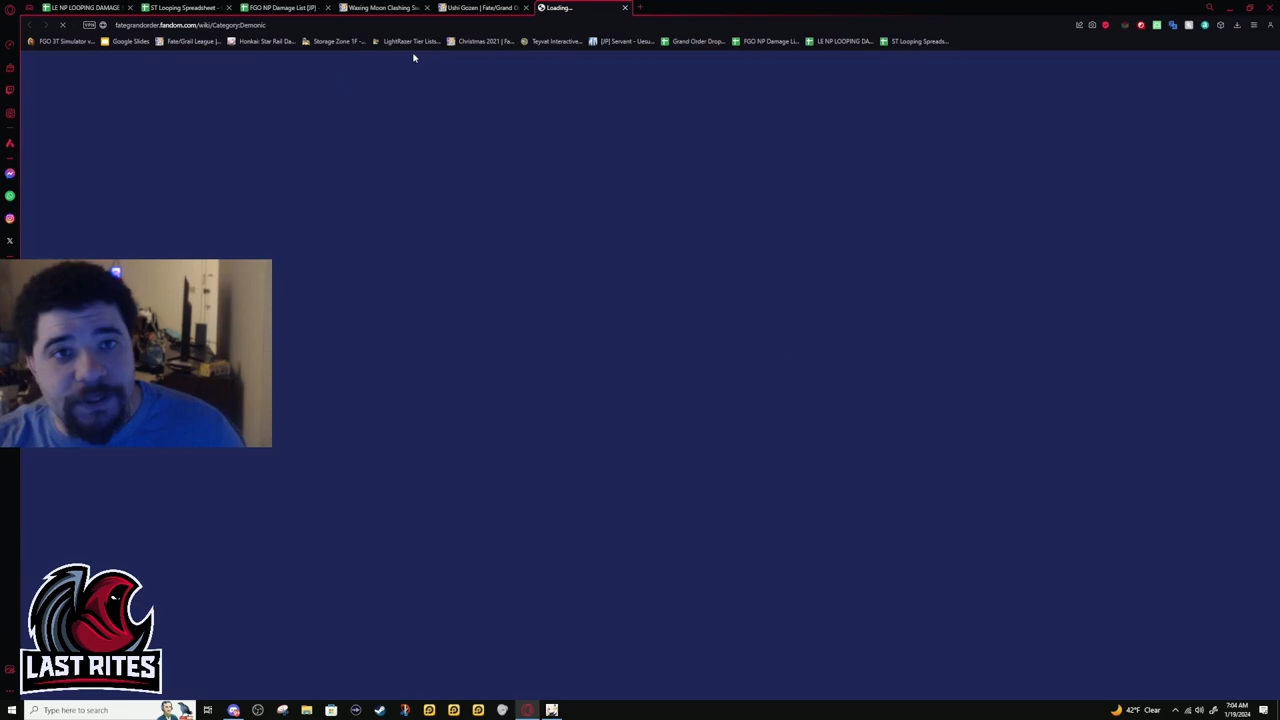 LE NP LOOPING DAMAGE
ST Looping Spreadsheet -
FGO NP Damage List [JP] -
Waxing Moon Clashing Sw
Ushi Gozen | Fate/Grand O
Loading...
VPN
fategrandorder.fandom.com/wiki/Category:Demonic
FGO 3T Simulator v...
Google Slides
Fate/Grail League |...
Honkai: Star Rail Da...
Storage Zone 1F -...
LightRazer Tier Lists...
Christmas 2021 | Fa...
Teyvat Interactive...
[JP] Servant - Uesu...
Grand Order Drop...
FGO NP Damage Li...
LE NP LOOPING DA...
ST Looping Spreads...
LAST RITES
Type here to search
42°F Clear
7:04 AM
1/19/2024